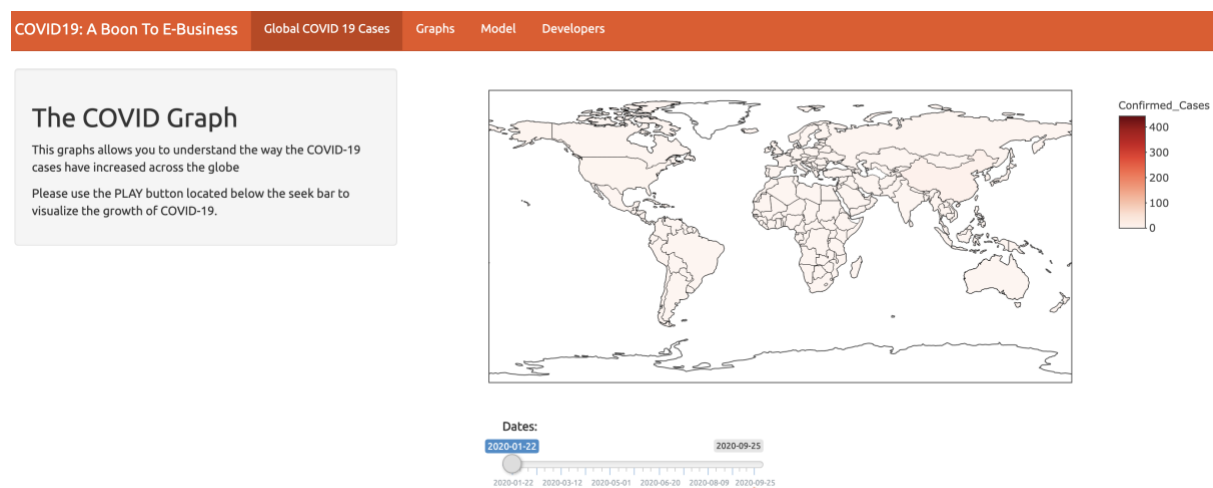 COVID19: A Boon To E-Business Global COVID 19 Cases Graphs Model Developers
The COVID Graph
This graphs allows you to understand the way the COVID-19
cases have increased across the globe
Please use the PLAY button located below the seek bar to
visualize the growth of COVID-19.
Confirmed_Cases
400
300
200
100
0
Dates:
2020-01-22 2020-09-25
2020-01-22 2020-03-12 2020-05-01 2020-06-20 2020-08-09 2020-09-25